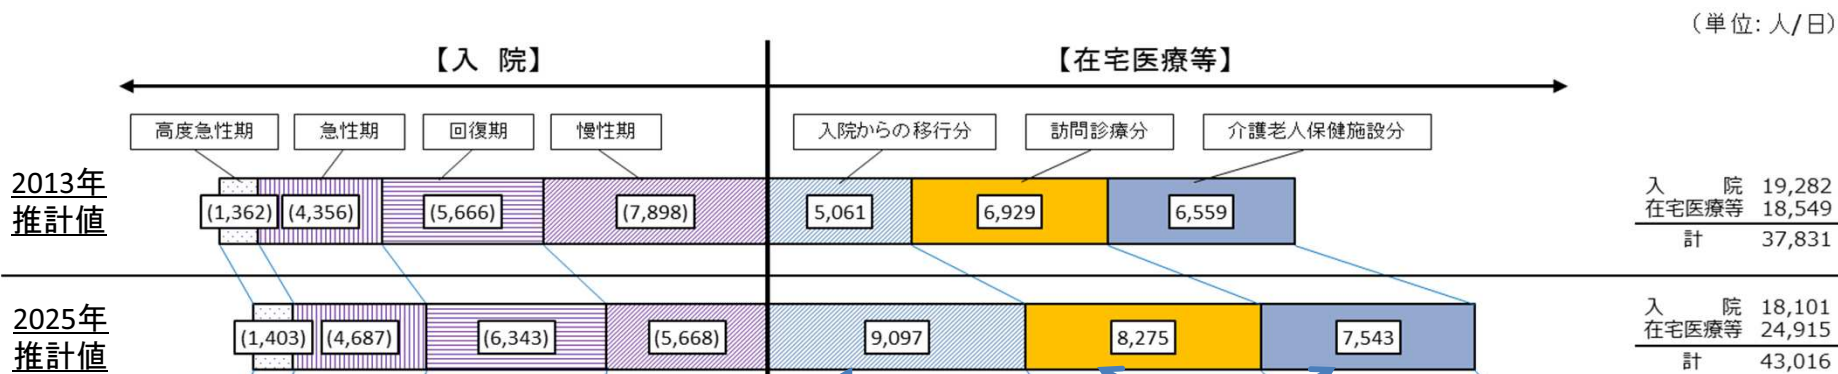 (単位: 人/日)
【入 院】
【在宅医療等】
高度急性期
急性期
回復期
慢性期
入院からの移行分
訪問診療分
介護老人保健施設分
2013年
推計値
(1,362)
(4,356)
(5,666)
(7,898)
5,061
6,929
6,559
入 院 19,282
在宅医療等 18,549
計 37,831
2025年
推計値
(1,403)
(4,687)
(6,343)
(5,668)
9,097
8,275
7,543
入 院 18,101
在宅医療等 24,915
計 43,016